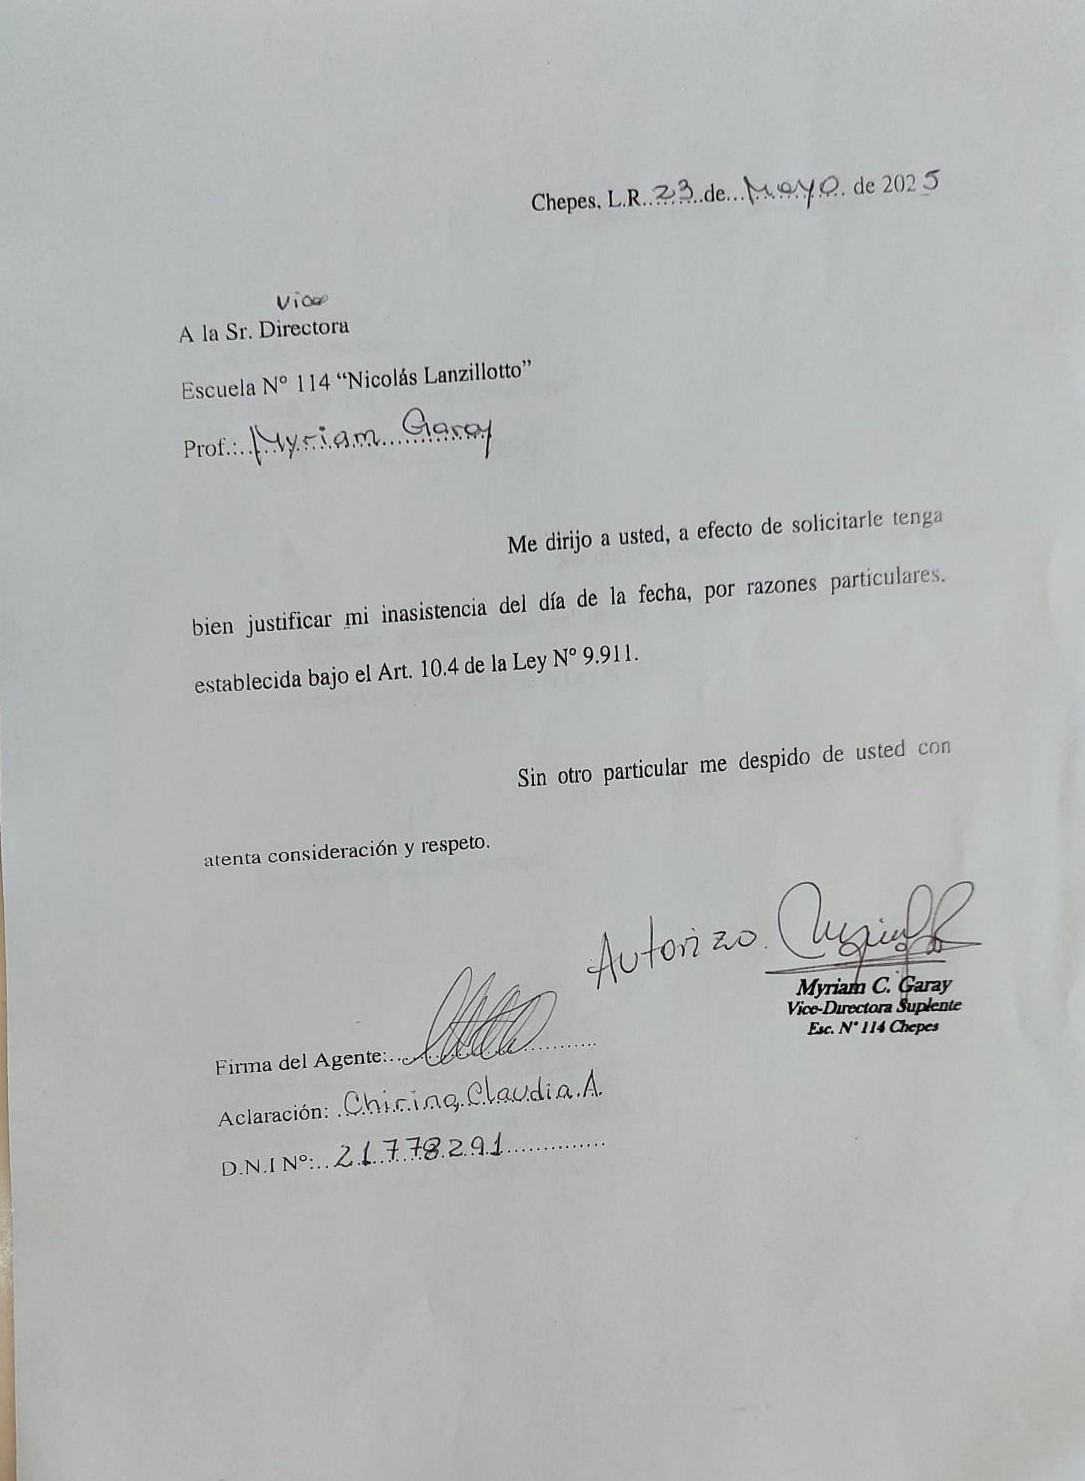 Chepes, L.R..23..de...Mayo. de 2025
Vice
A la Sr. Directora
Escuela Nº 114 “Nicolás Lanzillotto”
Prof.:..Myriam...Garay
Me dirijo a usted, a efecto de solicitarle tenga
bien justificar mi inasistencia del día de la fecha, por razones particulares.
establecida bajo el Art. 10.4 de la Ley Nº 9.911.
Sin otro particular me despido de usted con
atenta consideración y respeto.
Autorizo.
Myriam C. Garay
Vice-Directora Suplente
Esc. N° 114 Chepes
Firma del Agente:..............
Aclaración: .Chirino.Claudia.A.
D.N.I Nº:..21.778.291..............